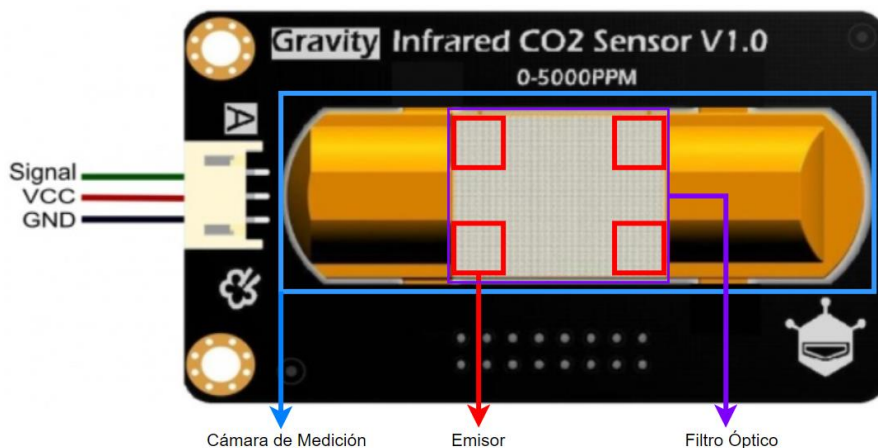 Gravity Infrared CO2 Sensor V1.0
0-5000PPM
A
Signal
VCC
GND
Cámara de Medición
Emisor
Filtro Óptico